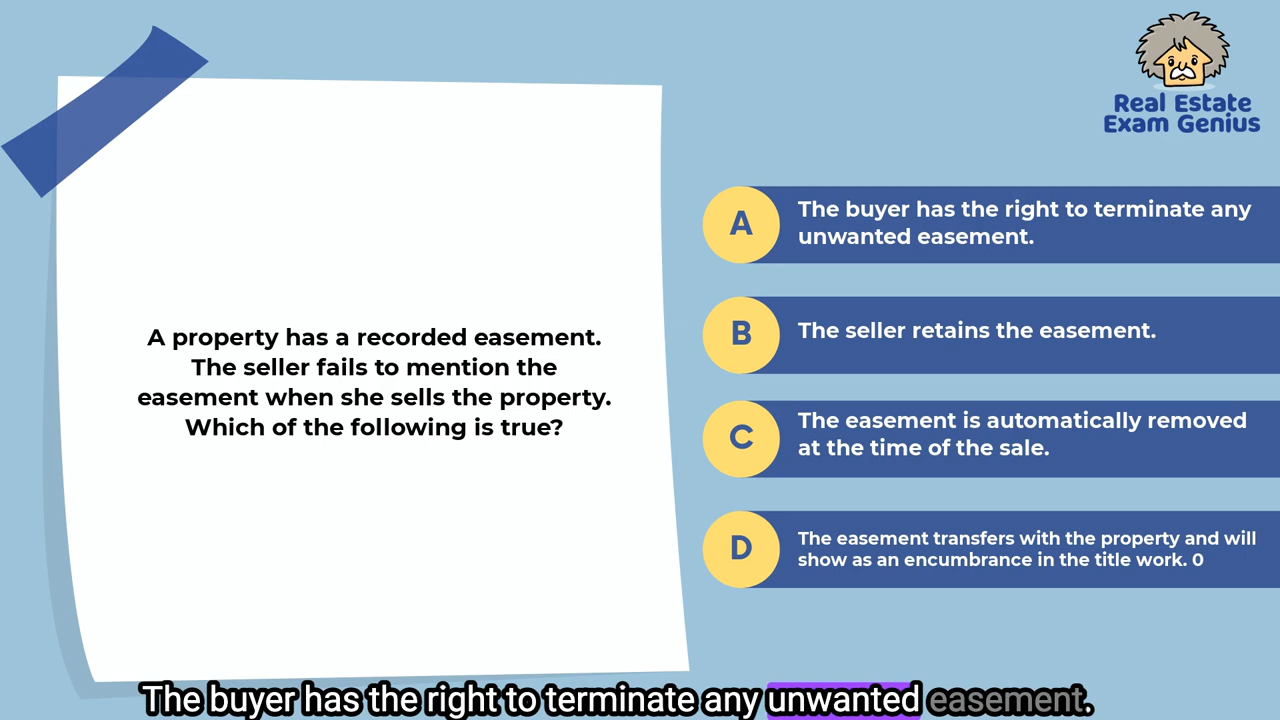 Real Estate
Exam Genius
A property has a recorded easement.
The seller fails to mention the
easement when she sells the property.
Which of the following is true?
A
The buyer has the right to terminate any
unwanted easement.
B
The seller retains the easement.
C
The easement is automatically removed
at the time of the sale.
D
The easement transfers with the property and will
show as an encumbrance in the title work. 0
The buyer has the right to terminate any unwanted easement.